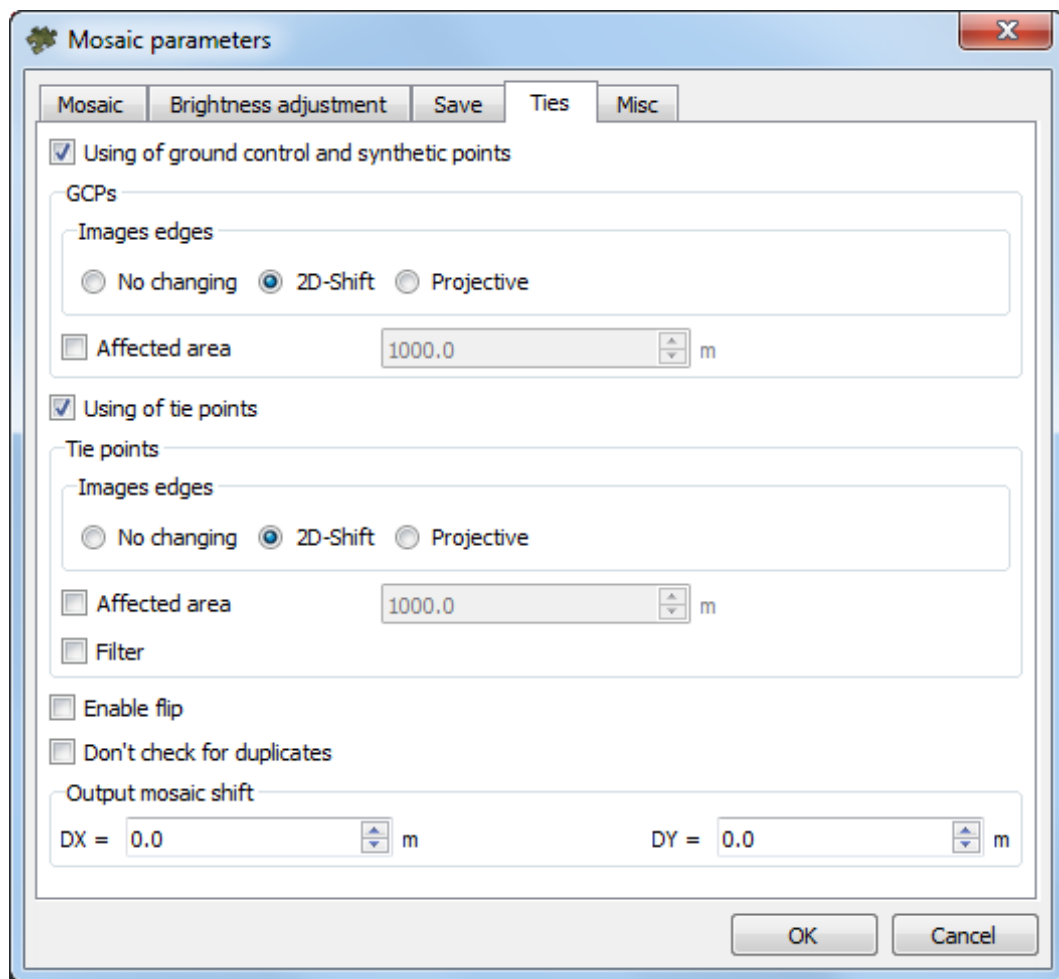 Mosaic parameters
Mosaic Brightness adjustment Save Ties Misc
Using of ground control and synthetic points
GCPs
Images edges
No changing 2D-Shift Projective
Affected area 1000.0 m
Using of tie points
Tie points
Images edges
No changing 2D-Shift Projective
Affected area 1000.0 m
Filter
Enable flip
Don't check for duplicates
Output mosaic shift
DX = 0.0 m DY = 0.0 m
OK Cancel